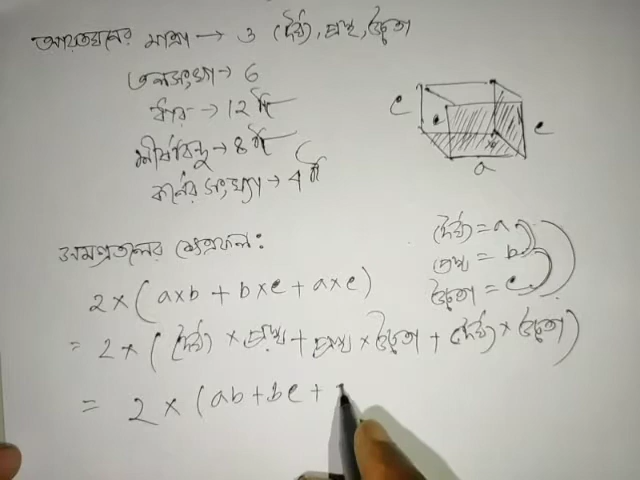 আয়তঘনের মাত্রা → ৩ (দৈর্ঘ্য, প্রস্থ, উচ্চতা
তলসংখ্যা → 6
ধার → 12 টি
শীর্ষবিন্দু → 8 টি
কর্ণের সংখ্যা → 4 টি
c
c
a
সমগ্রতলের ক্ষেত্রফল:
দৈর্ঘ্য = a
প্রস্থ = b
উচ্চতা = c
2 × (a×b + b×c + a×c)
= 2 × (দৈর্ঘ্য × প্রস্থ + প্রস্থ × উচ্চতা + দৈর্ঘ্য × উচ্চতা)
= 2 × (ab + bc +